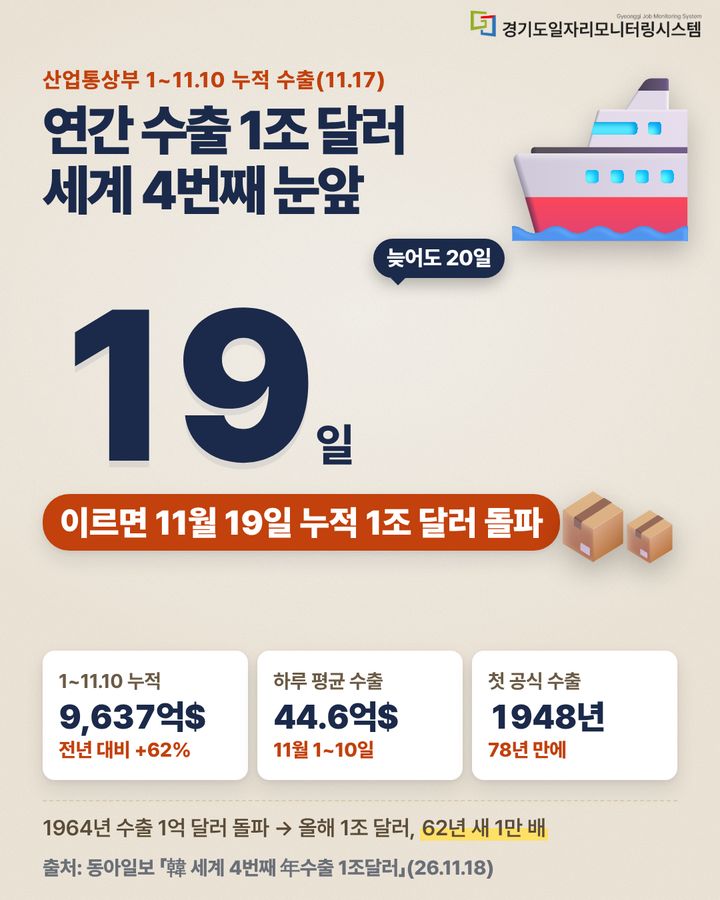 Gyeonggi Job Monitoring System
경기도일자리모니터링시스템
산업통상부 1~11.10 누적 수출(11.17)
연간 수출 1조 달러
세계 4번째 눈앞
늦어도 20일
19일
이르면 11월 19일 누적 1조 달러 돌파
1~11.10 누적
9,637억$
전년 대비 +62%
하루 평균 수출
44.6억$
11월 1~10일
첫 공식 수출
1948년
78년 만에
1964년 수출 1억 달러 돌파 → 올해 1조 달러, 62년 새 1만 배
출처: 동아일보 「韓 세계 4번째 年수출 1조달러」(26.11.18)